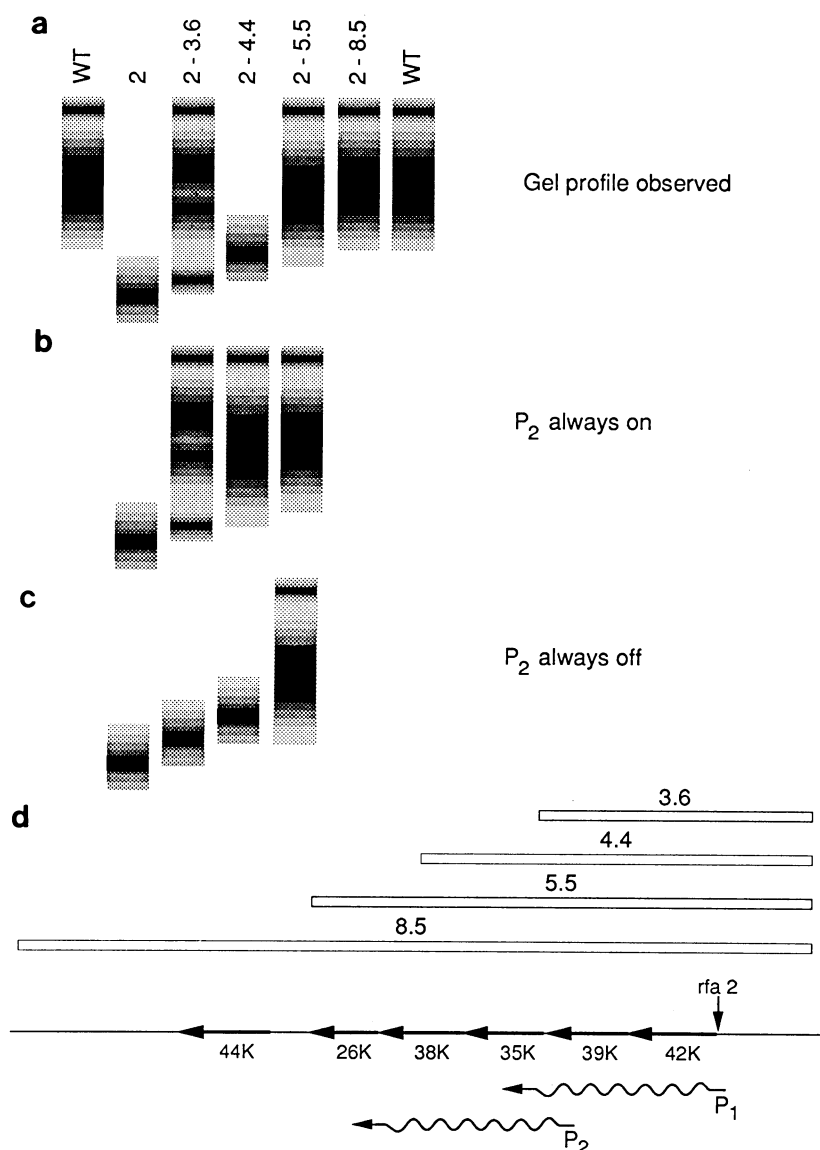 a
WT
2
2 - 3.6
2 - 4.4
2 - 5.5
2 - 8.5
WT
Gel profile observed
b
P2 always on
c
P2 always off
d
3.6
4.4
5.5
8.5
rfa 2
44K 26K 38K 35K 39K 42K
P1
P2